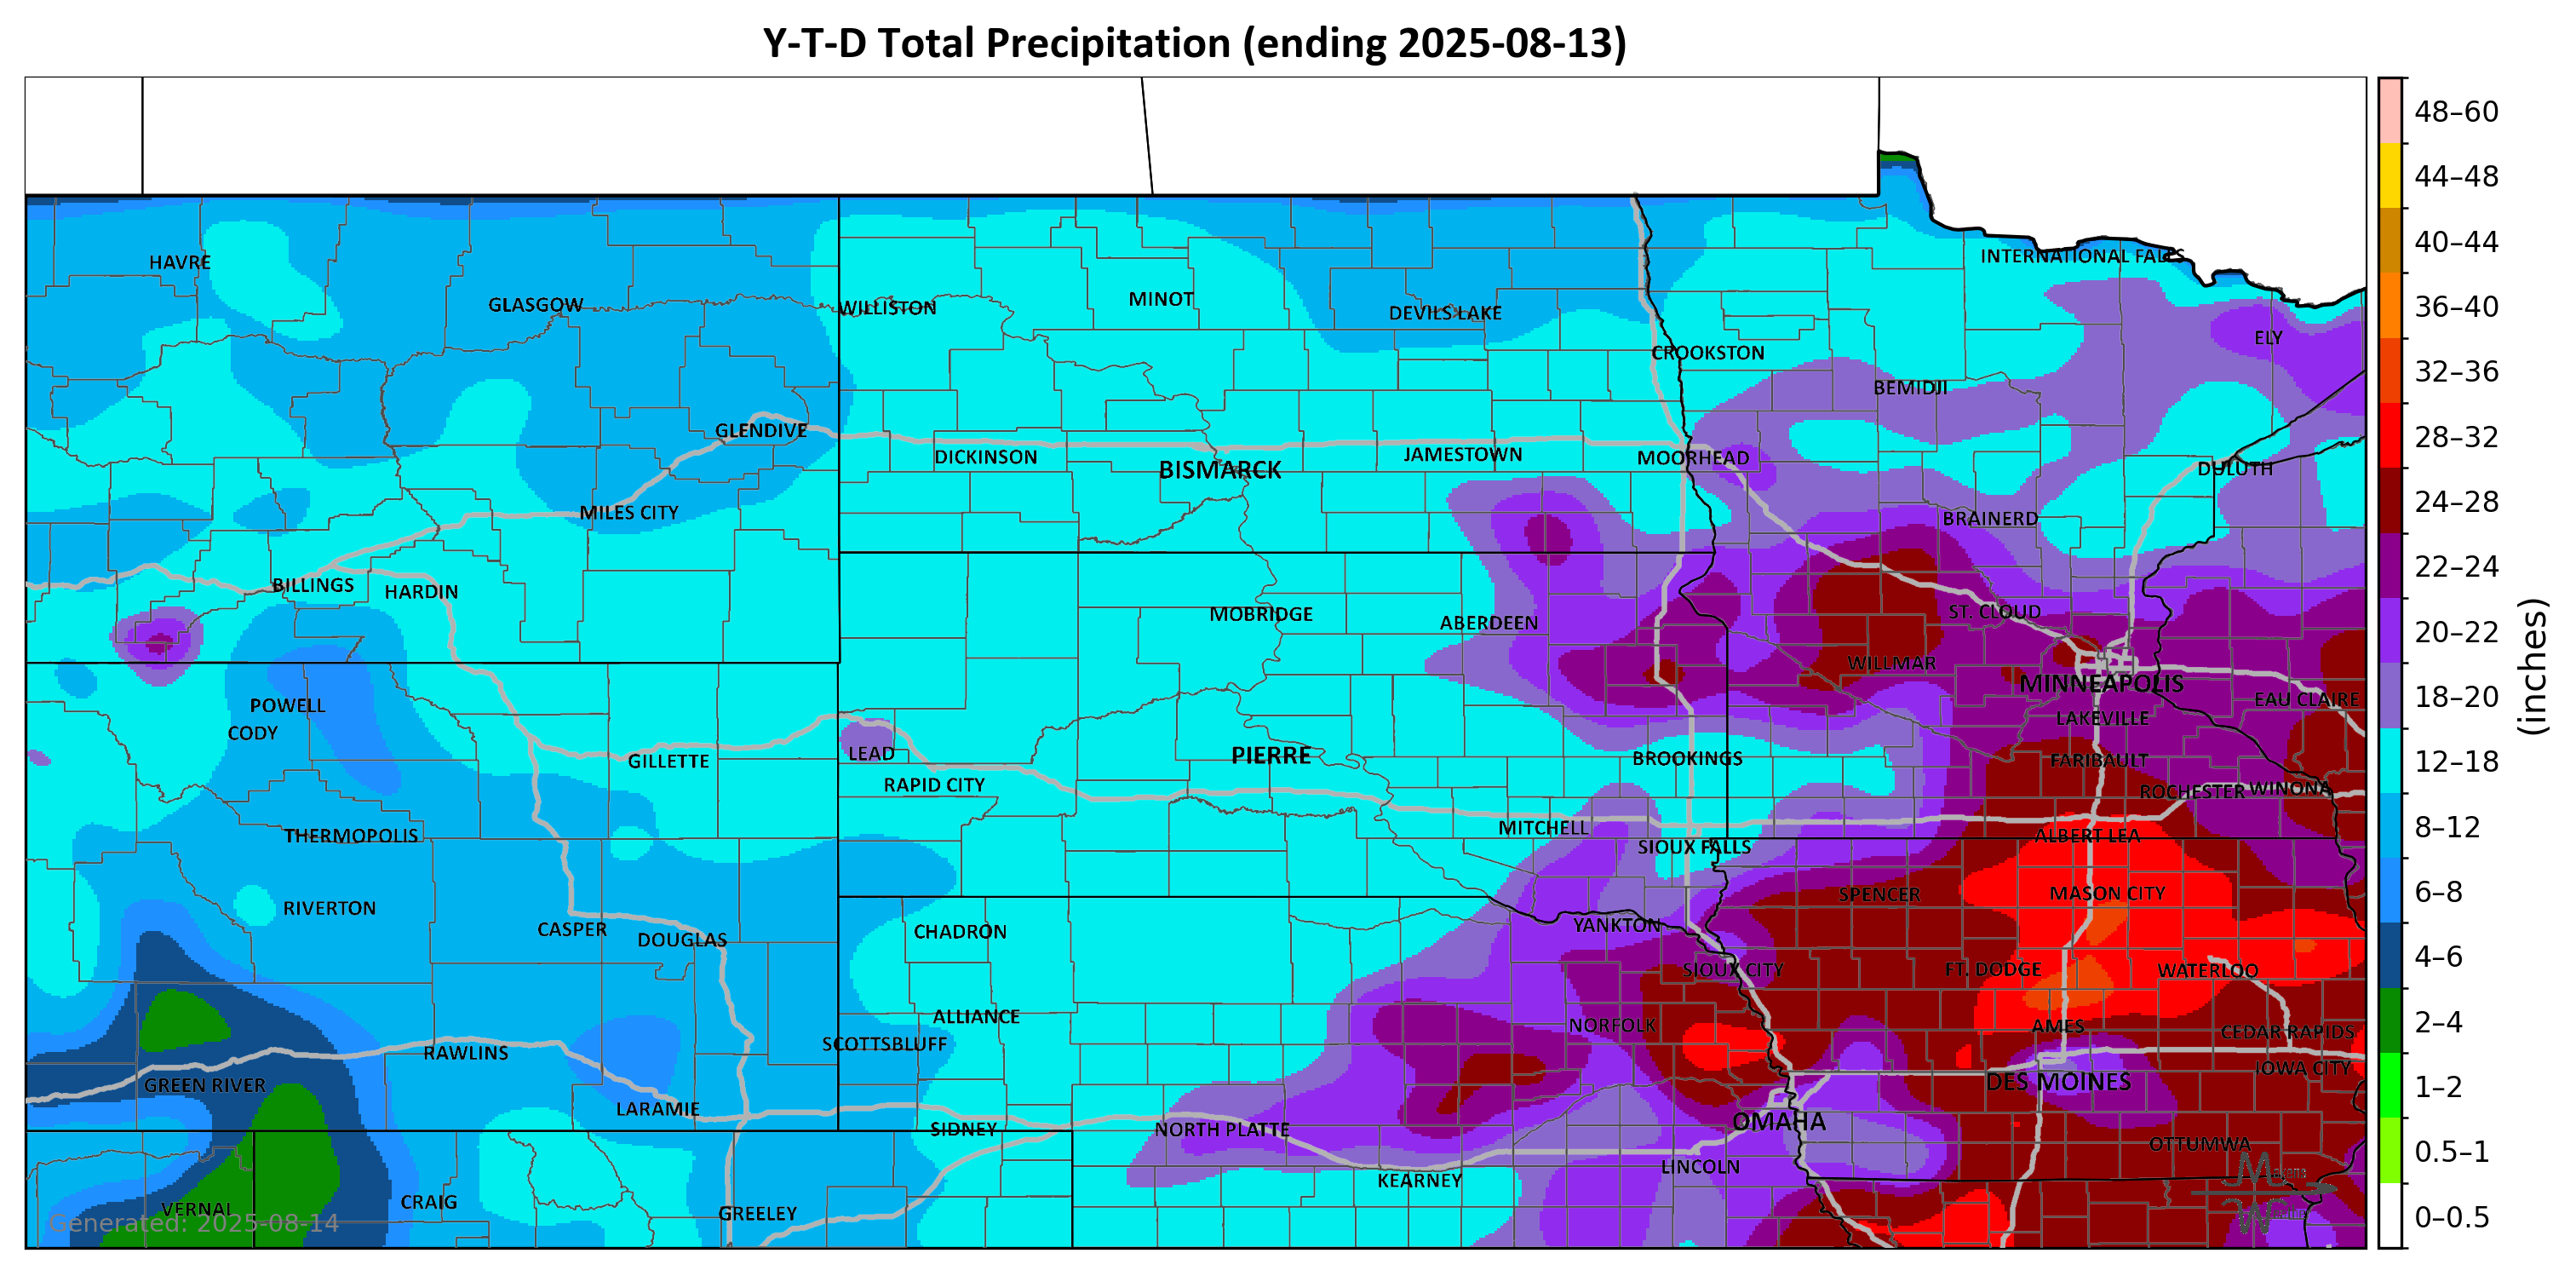 Y-T-D Total Precipitation (ending 2025-08-13)
48–60
44–48
40–44
36–40
32–36
28–32
24–28
22–24
20–22
18–20
12–18
8–12
6–8
4–6
2–4
1–2
0.5–1
0–0.5
(inches)
INTERNATIONAL FALLS
HAVRE
GLASGOW
WILLISTON
MINOT
DEVILS LAKE
ELY
CROOKSTON
BEMIDJI
GLENDIVE
DICKINSON
BISMARCK
JAMESTOWN
MOORHEAD
DULUTH
MILES CITY
BRAINERD
BILLINGS
HARDIN
MOBRIDGE
ABERDEEN
ST. CLOUD
WILLMAR
MINNEAPOLIS
EAU CLAIRE
POWELL
CODY
LAKEVILLE
GILLETTE
LEAD
RAPID CITY
PIERRE
BROOKINGS
FARIBAULT
ROCHESTER
WINONA
THERMOPOLIS
MITCHELL
SIOUX FALLS
ALBERT LEA
RIVERTON
CASPER
DOUGLAS
CHADRON
YANKTON
SPENCER
MASON CITY
SIOUX CITY
FT. DODGE
WATERLOO
ALLIANCE
NORFOLK
AMES
CEDAR RAPIDS
SCOTTSBLUFF
RAWLINS
GREEN RIVER
DES MOINES
IOWA CITY
LARAMIE
SIDNEY
NORTH PLATTE
OMAHA
OTTUMWA
LINCOLN
KEARNEY
VERNAL
CRAIG
GREELEY
Generated: 2025-08-14